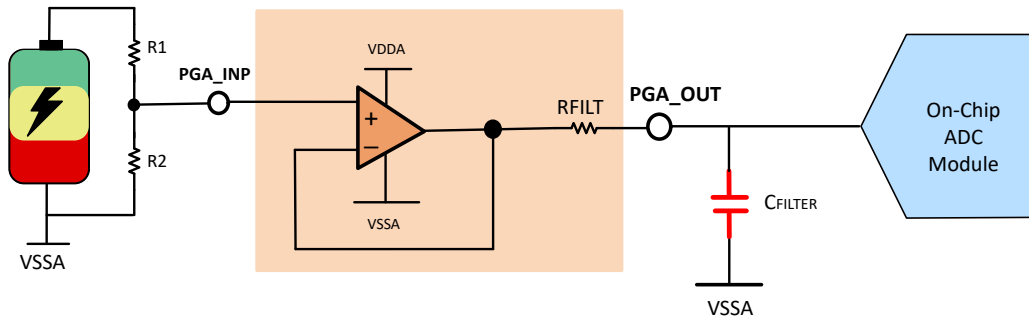 R1
R2
VSSA
PGA_INP
VDDA
+
−
VSSA
RFILT
PGA_OUT
CFILTER
VSSA
On-Chip
ADC
Module